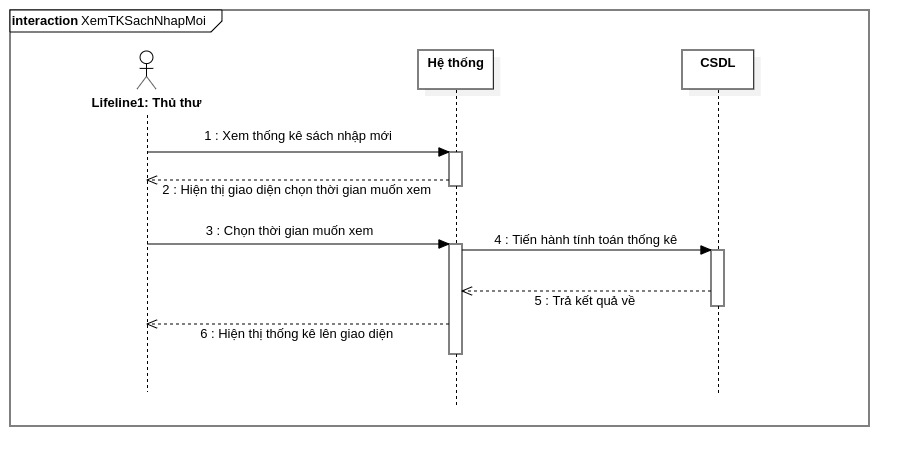 interaction XemTKSachNhapMoi
Lifeline1: Thủ thư
Hệ thống
CSDL
1 : Xem thống kê sách nhập mới
2 : Hiện thị giao diện chọn thời gian muốn xem
3 : Chọn thời gian muốn xem
4 : Tiến hành tính toán thống kê
5 : Trả kết quả về
6 : Hiện thị thống kê lên giao diện